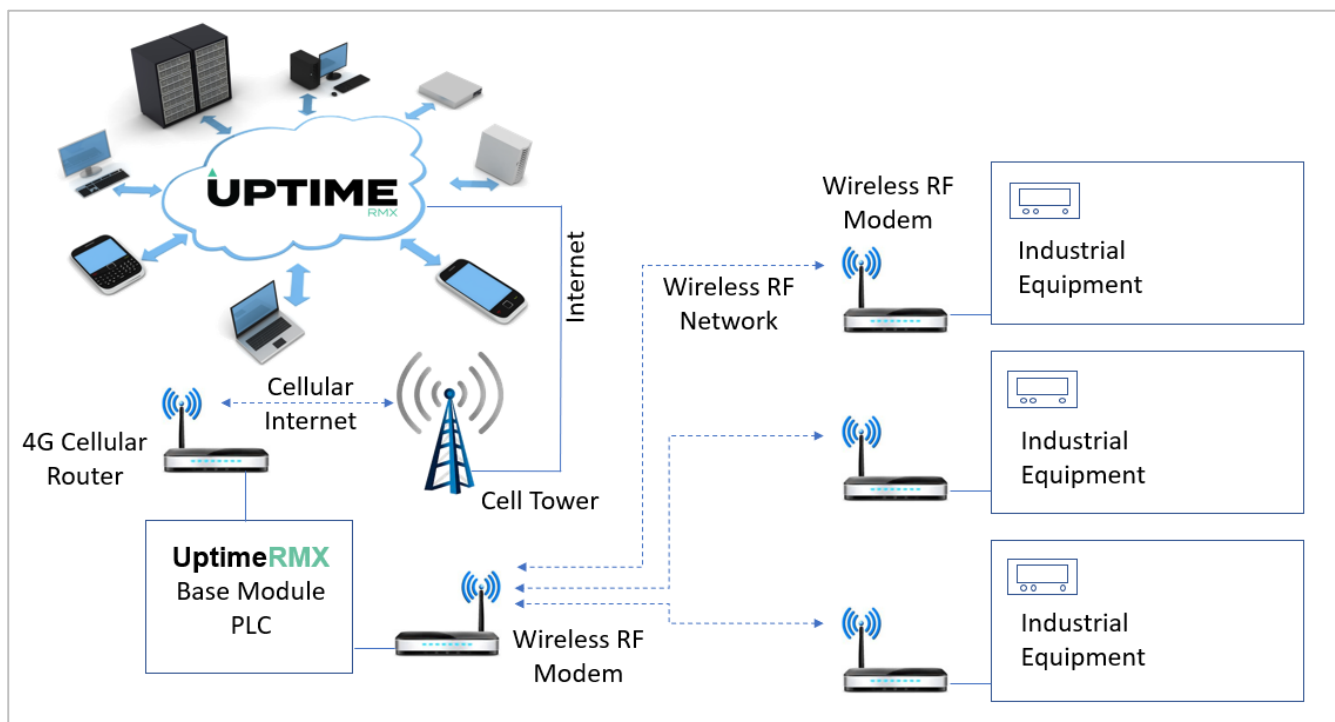 UPTIME
RMX
Internet
Wireless RF
Modem
Wireless RF
Network
Industrial
Equipment
Cellular
Internet
4G Cellular
Router
Cell Tower
Industrial
Equipment
UptimeRMX
Base Module
PLC
Wireless RF
Modem
Industrial
Equipment